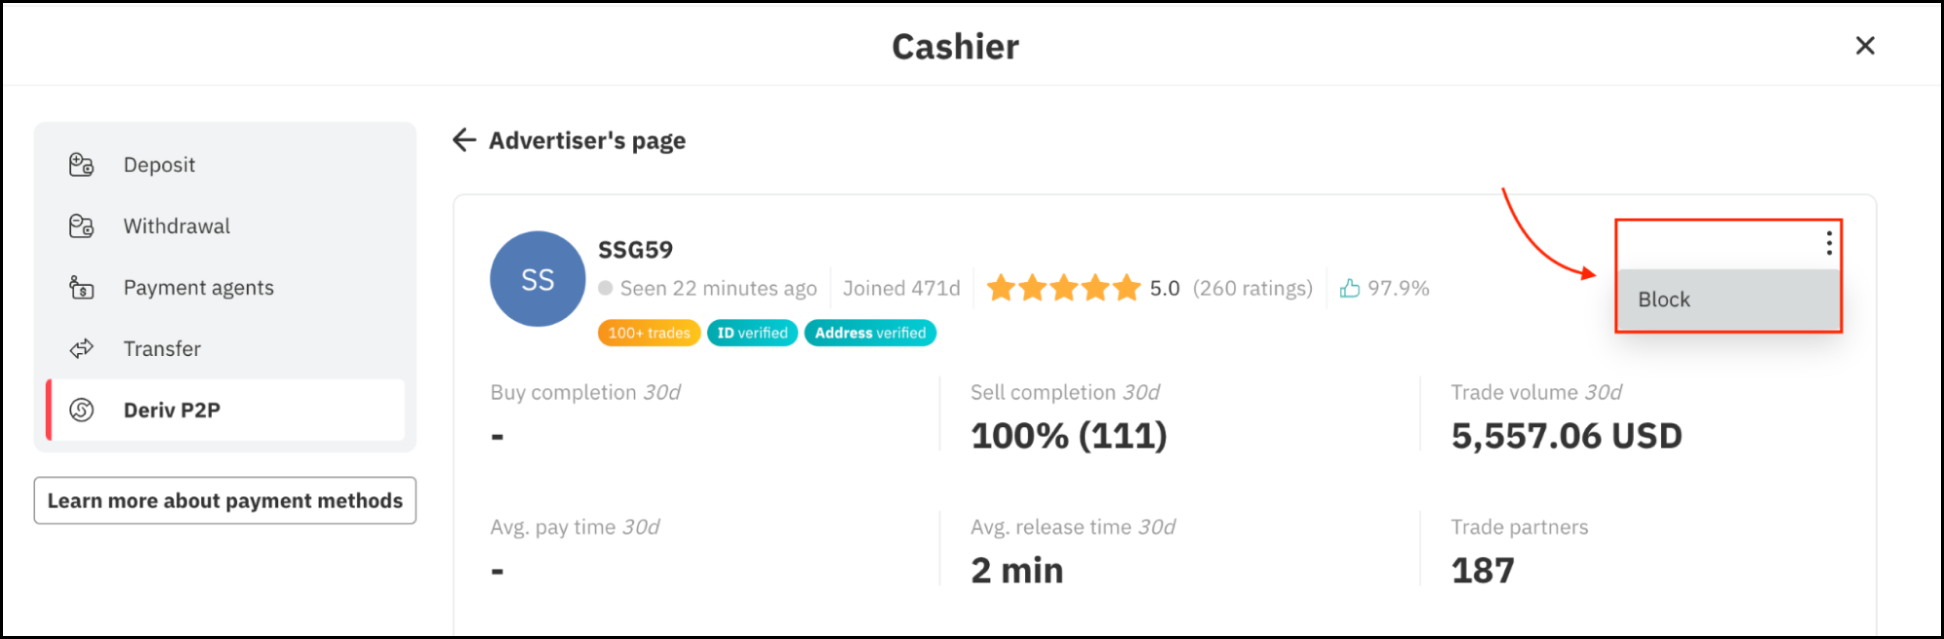 Cashier
Deposit
Withdrawal
Payment agents
Transfer
Deriv P2P
Learn more about payment methods
Advertiser's page
SS
SSG59
Seen 22 minutes ago Joined 471d 5.0 (260 ratings) 97.9%
100+ trades ID verified Address verified
Block
Buy completion 30d
-
Sell completion 30d
100% (111)
Trade volume 30d
5,557.06 USD
Avg. pay time 30d
-
Avg. release time 30d
2 min
Trade partners
187